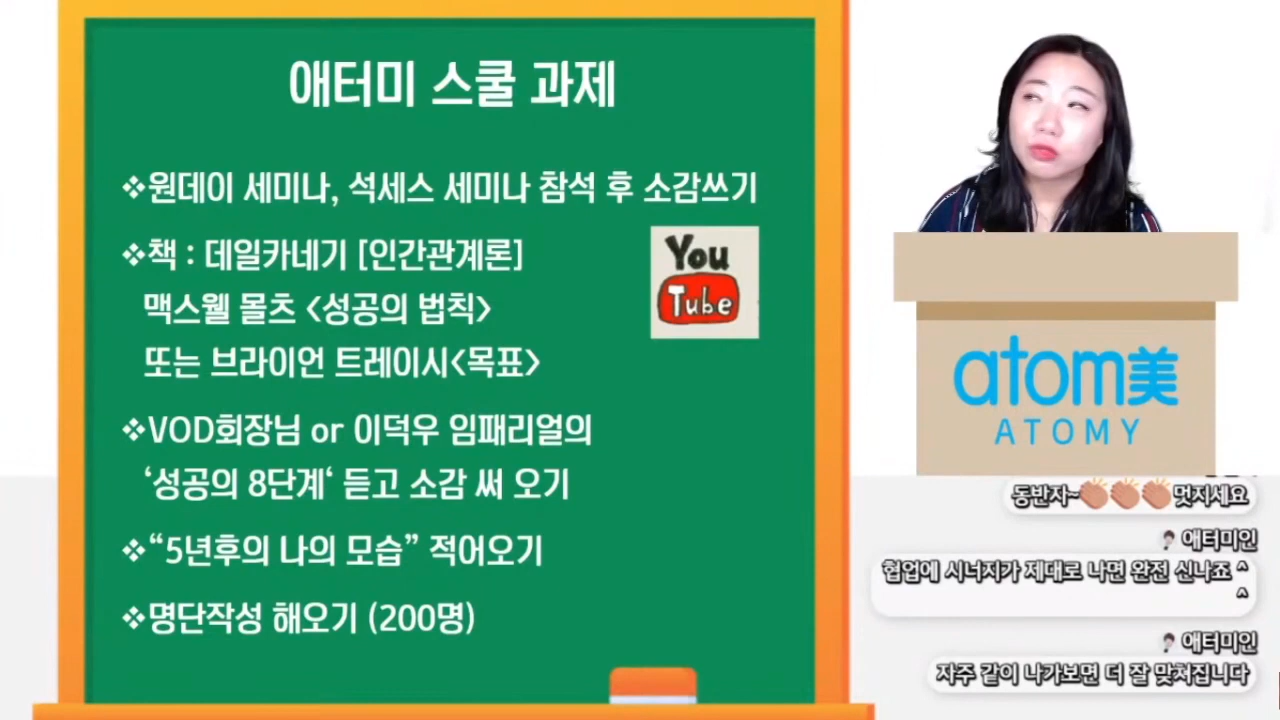 애터미 스쿨 과제
❖원데이 세미나, 석세스 세미나 참석 후 소감쓰기
❖책 : 데일카네기 [인간관계론]
맥스웰 몰츠 <성공의 법칙>
또는 브라이언 트레이시<목표>
You
Tube
❖VOD회장님 or 이덕우 임패리얼의
‘성공의 8단계‘ 듣고 소감 써 오기
❖“5년후의 나의 모습” 적어오기
❖명단작성 해오기 (200명)
atom美
ATOMY
동반자~👏👏👏멋지세요
애터미인
협업에 시너지가 제대로 나면 완전 신나죠 ^
^
애터미인
자주 같이 나가보면 더 잘 맞춰집니다